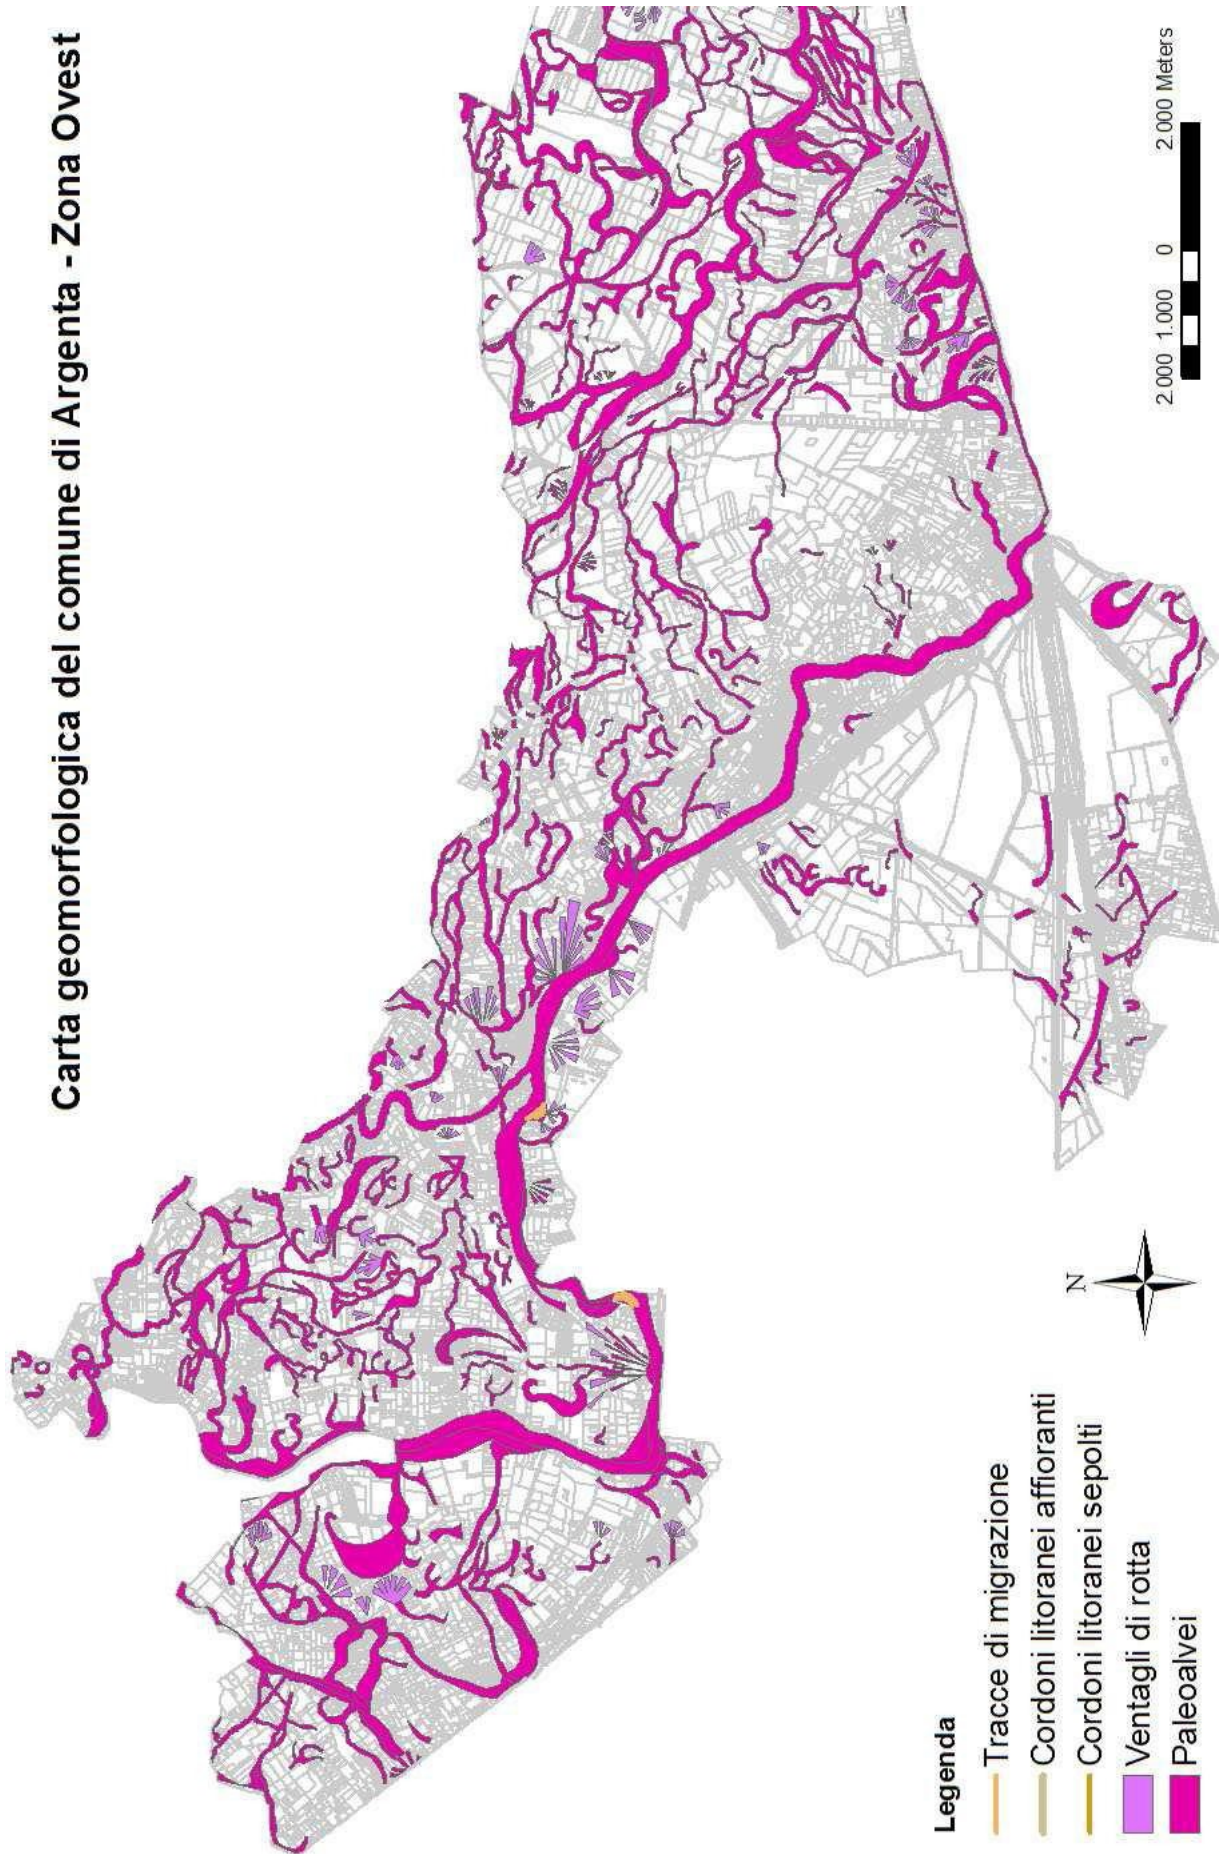 Carta geomorfologica del comune di Argenta - Zona Ovest
Legenda
Tracce di migrazione
Cordoni litoranei affioranti
Cordoni litoranei sepolti
Ventagli di rotta
Paleoalvei
N
2.000 1.000 0 2.000 Meters